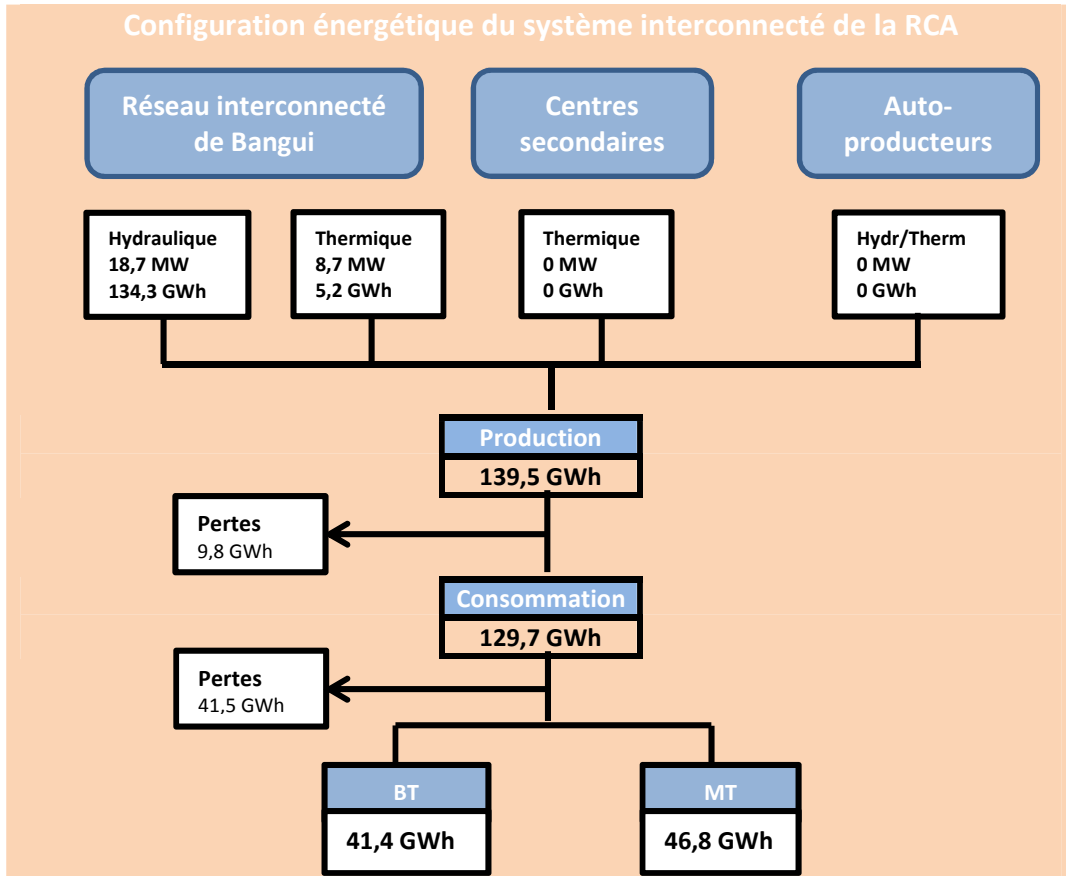 Configuration énergétique du système interconnecté de la RCA
Réseau interconnecté
de Bangui
Centres
secondaires
Auto-
producteurs
Hydraulique
18,7 MW
134,3 GWh
Thermique
8,7 MW
5,2 GWh
Thermique
0 MW
0 GWh
Hydr/Therm
0 MW
0 GWh
Production
139,5 GWh
Pertes
9,8 GWh
Consommation
129,7 GWh
Pertes
41,5 GWh
BT
41,4 GWh
MT
46,8 GWh